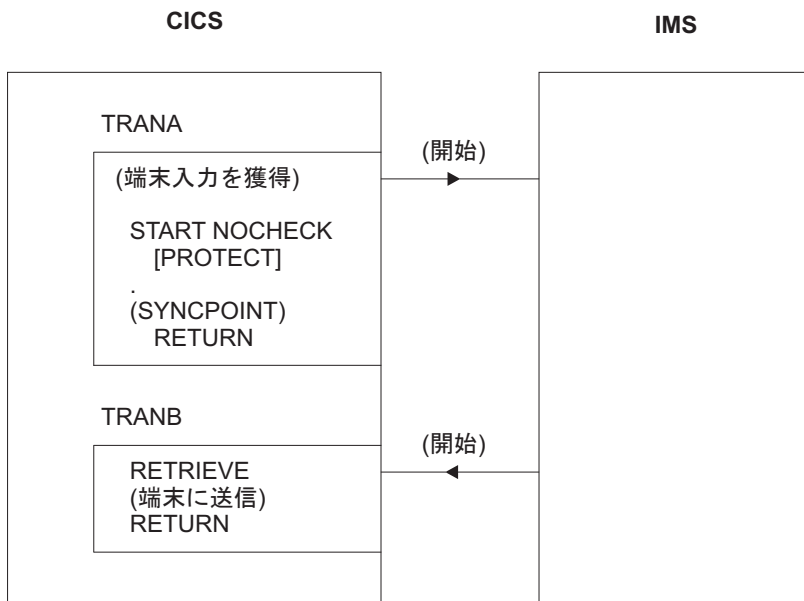 CICS
IMS
TRANA
(端末入力を獲得)
START NOCHECK
[PROTECT]
.
(SYNCPOINT)
RETURN
(開始)
TRANB
RETRIEVE
(端末に送信)
RETURN
(開始)